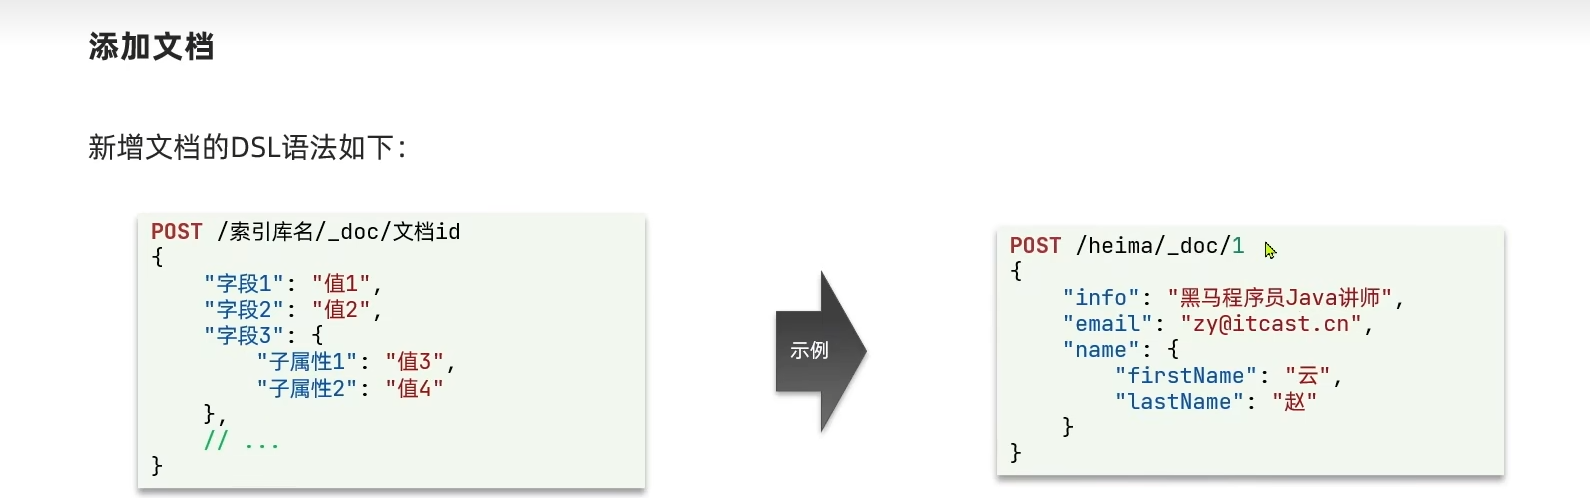 添加文档
新增文档的DSL语法如下：
POST /索引库名/_doc/文档id
{
    "字段1": "值1",
    "字段2": "值2",
    "字段3": {
        "子属性1": "值3",
        "子属性2": "值4"
    },
    // ...
}
示例
POST /heima/_doc/1
{
    "info": "黑马程序员Java讲师",
    "email": "zy@itcast.cn",
    "name": {
        "firstName": "云",
        "lastName": "赵"
    }
}